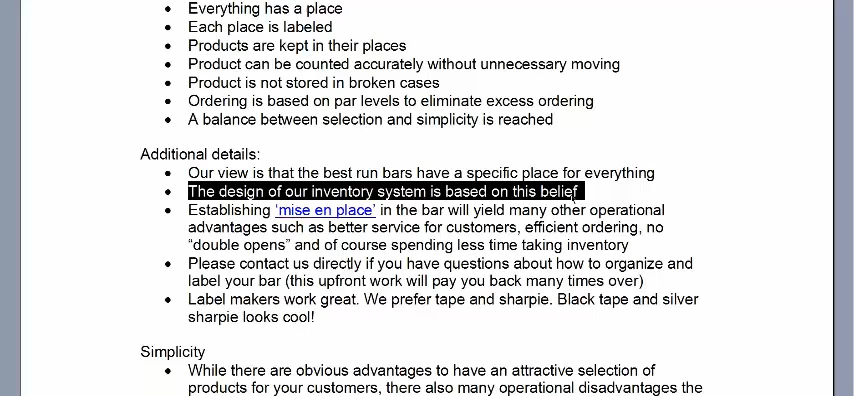 • Everything has a place
• Each place is labeled
• Products are kept in their places
• Product can be counted accurately without unnecessary moving
• Product is not stored in broken cases
• Ordering is based on par levels to eliminate excess ordering
• A balance between selection and simplicity is reached
Additional details:
• Our view is that the best run bars have a specific place for everything
• The design of our inventory system is based on this belief
• Establishing ‘mise en place’ in the bar will yield many other operational
advantages such as better service for customers, efficient ordering, no
“double opens” and of course spending less time taking inventory
• Please contact us directly if you have questions about how to organize and
label your bar (this upfront work will pay you back many times over)
• Label makers work great. We prefer tape and sharpie. Black tape and silver
sharpie looks cool!
Simplicity
• While there are obvious advantages to have an attractive selection of
products for your customers, there also many operational disadvantages the